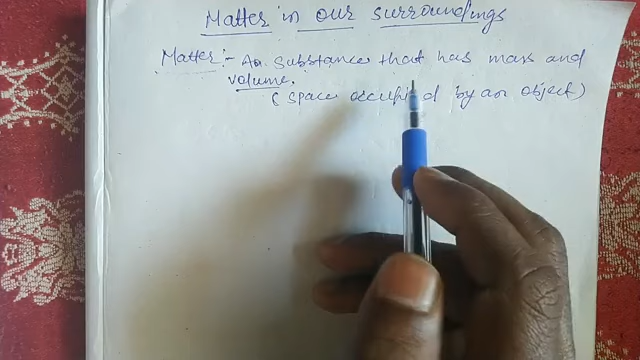 Matter in our surroundings
Matter :- An Substance that has mass and
volume.
( space occupied by an object)